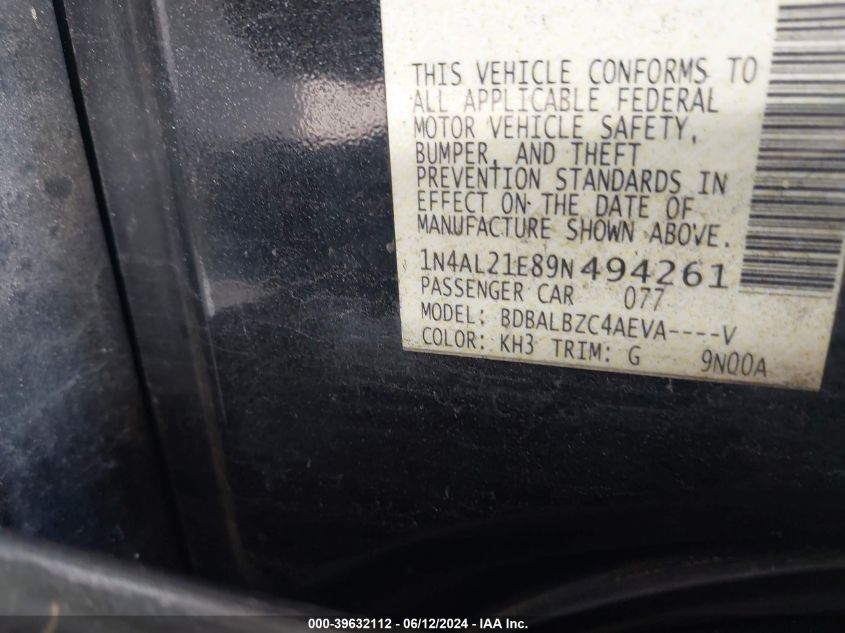 THIS VEHICLE CONFORMS TO
ALL APPLICABLE FEDERAL
MOTOR VEHICLE SAFETY,
BUMPER, AND THEFT
PREVENTION STANDARDS IN
EFFECT ON THE DATE OF
MANUFACTURE SHOWN ABOVE.
1N4AL21E89N494261
PASSENGER CAR 077
MODEL: BDBALBZC4AEVA----V
COLOR: KH3 TRIM: G 9N00A
000-39632112 - 06/12/2024 - IAA Inc.